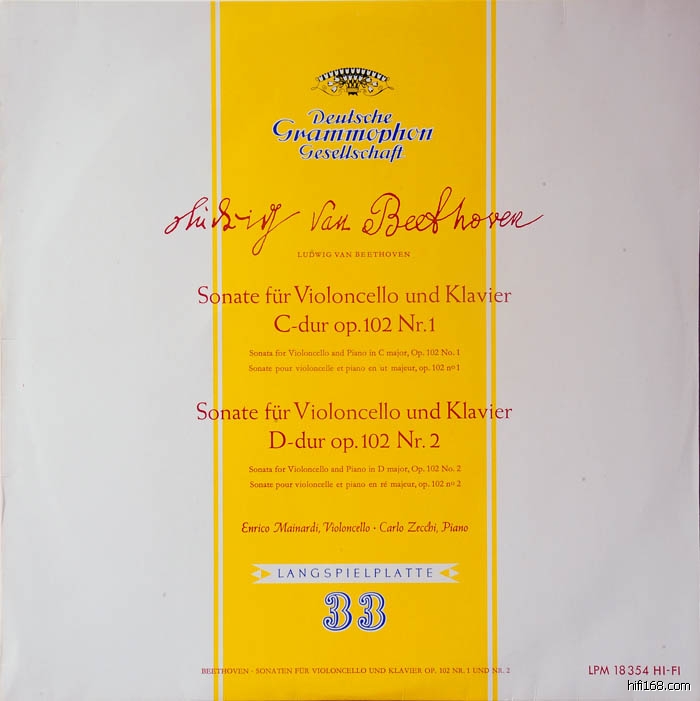 Deutsche
Grammophon
Gesellschaft
Ludwig van Beethoven
LUDWIG VAN BEETHOVEN
Sonate für Violoncello und Klavier
C-dur op. 102 Nr. 1
Sonata for Violoncello and Piano in C major, Op. 102 No. 1
Sonate pour violoncelle et piano en ut majeur, op. 102 nº 1
Sonate für Violoncello und Klavier
D-dur op. 102 Nr. 2
Sonata for Violoncello and Piano in D major, Op. 102 No. 2
Sonate pour violoncelle et piano en ré majeur, op. 102 nº 2
Enrico Mainardi, Violoncello · Carlo Zecchi, Piano
LANGSPIELPLATTE
33
BEETHOVEN · SONATEN FÜR VIOLONCELLO UND KLAVIER OP. 102 NR. 1 UND NR. 2
LPM 18354 HI-FI
hifi168.com